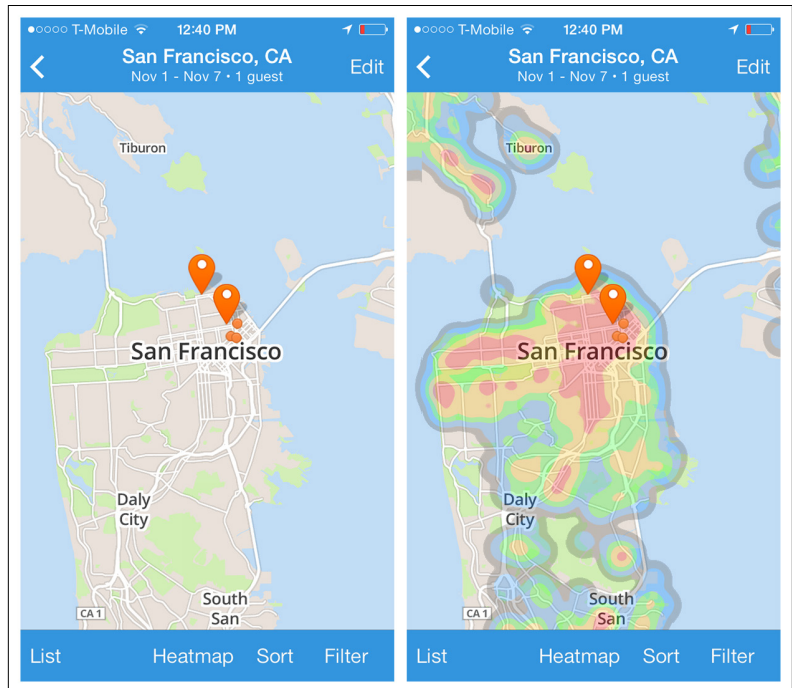 ●○○○○ T-Mobile 12:40 PM
San Francisco, CA
Nov 1 - Nov 7 • 1 guest
Edit
Tiburon
San Francisco
Daly
City
South
San
CA 1
List Heatmap Sort Filter
●○○○○ T-Mobile 12:40 PM
San Francisco, CA
Nov 1 - Nov 7 • 1 guest
Edit
Tiburon
San Francisco
Daly
City
South
San
CA 1
List Heatmap Sort Filter